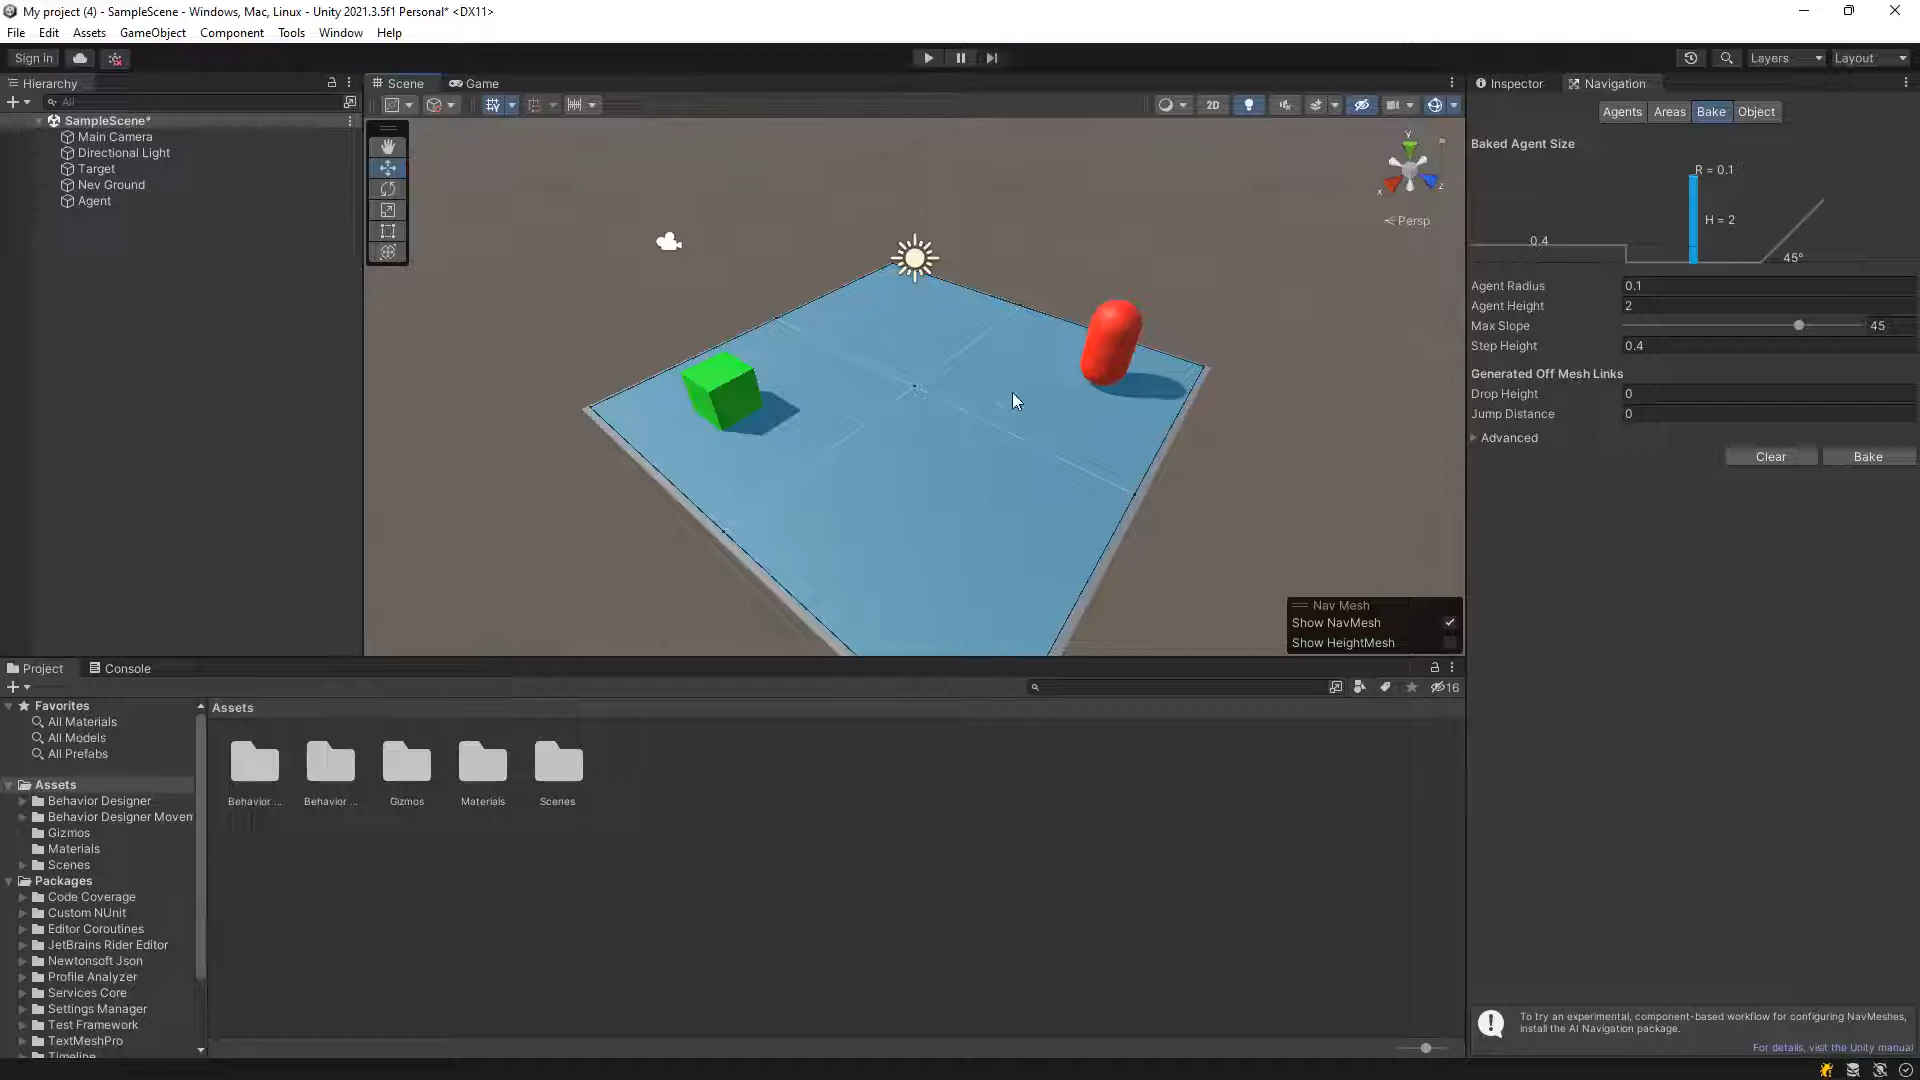 My project (4) - SampleScene - Windows, Mac, Linux - Unity 2021.3.5f1 Personal* <DX11>
File Edit Assets GameObject Component Tools Window Help
Sign In
Layers
Layout
Hierarchy
All
SampleScene*
Main Camera
Directional Light
Target
Nev Ground
Agent
Scene
Game
2D
y
x
z
Persp
Nav Mesh
Show NavMesh
Show HeightMesh
Inspector
Navigation
Agents Areas Bake Object
Baked Agent Size
R = 0.1
H = 2
0.4
45°
Agent Radius 0.1
Agent Height 2
Max Slope 45
Step Height 0.4
Generated Off Mesh Links
Drop Height 0
Jump Distance 0
Advanced
Clear Bake
Project
Console
16
Favorites
All Materials
All Models
All Prefabs
Assets
Behavior Designer
Behavior Designer Movem
Gizmos
Materials
Scenes
Packages
Code Coverage
Custom NUnit
Editor Coroutines
JetBrains Rider Editor
Newtonsoft Json
Profile Analyzer
Services Core
Settings Manager
Test Framework
TextMeshPro
Timeline
Assets
Behavior ...
Behavior ...
Gizmos
Materials
Scenes
To try an experimental, component-based workflow for configuring NavMeshes,
install the AI Navigation package.
For details, visit the Unity manual